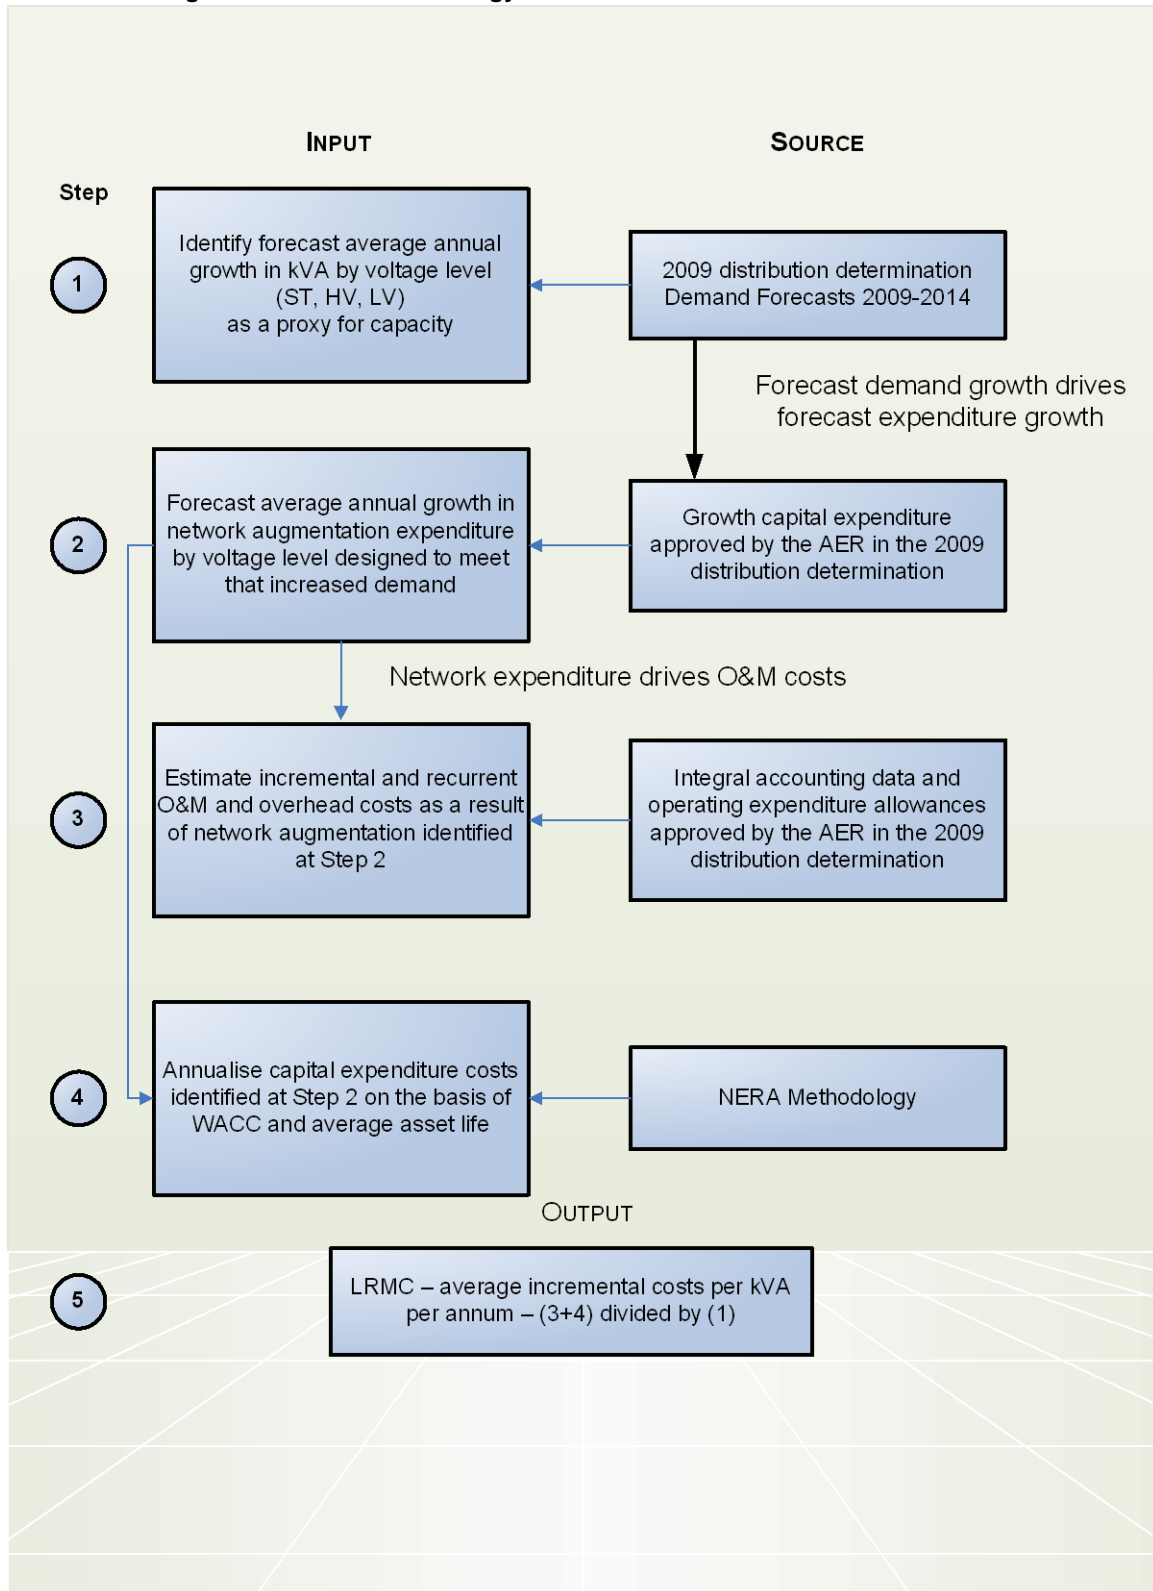 INPUT
SOURCE
Step
1
Identify forecast average annual
growth in kVA by voltage level
(ST, HV, LV)
as a proxy for capacity
2009 distribution determination
Demand Forecasts 2009-2014
Forecast demand growth drives
forecast expenditure growth
2
Forecast average annual growth in
network augmentation expenditure
by voltage level designed to meet
that increased demand
Growth capital expenditure
approved by the AER in the 2009
distribution determination
Network expenditure drives O&M costs
3
Estimate incremental and recurrent
O&M and overhead costs as a result
of network augmentation identified
at Step 2
Integral accounting data and
operating expenditure allowances
approved by the AER in the 2009
distribution determination
4
Annualise capital expenditure costs
identified at Step 2 on the basis of
WACC and average asset life
NERA Methodology
OUTPUT
5
LRMC – average incremental costs per kVA
per annum – (3+4) divided by (1)